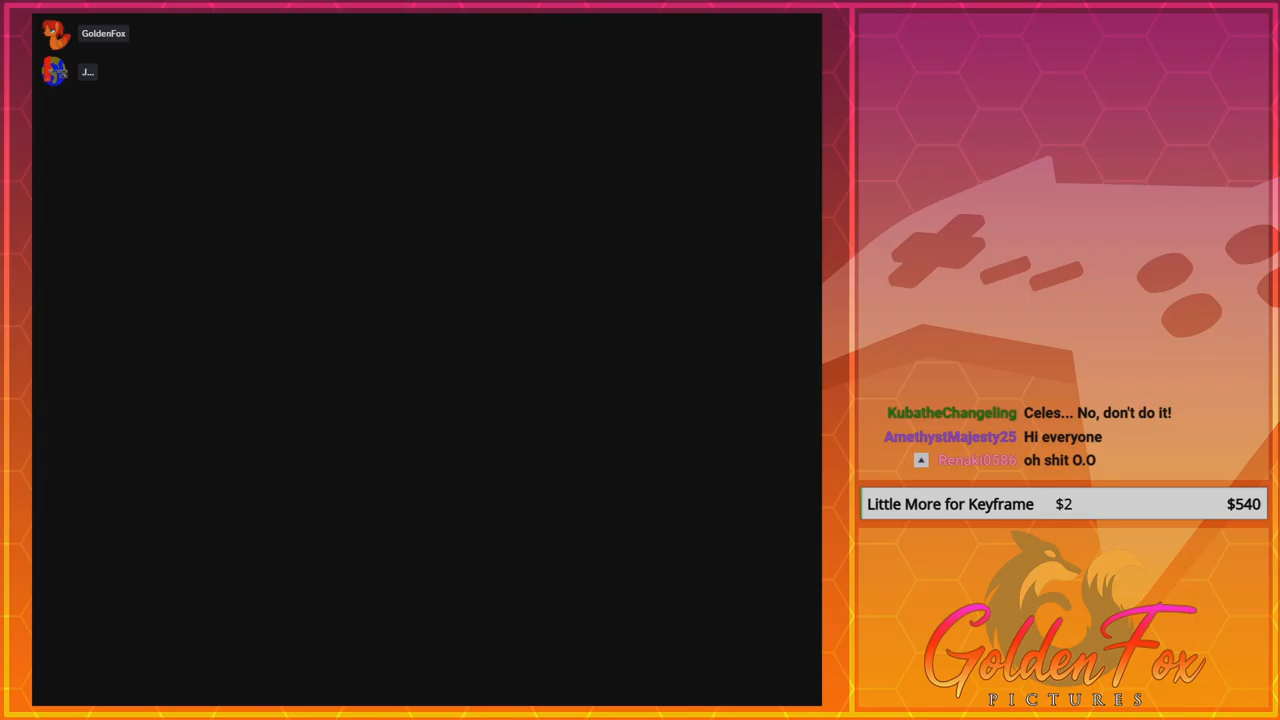 GoldenFox
J...
KubatheChangeling Celes... No, don't do it!
AmethystMajesty25 Hi everyone
Renaki0586 oh shit O.O
Little More for Keyframe $2 $540
GoldenFox
PICTURES